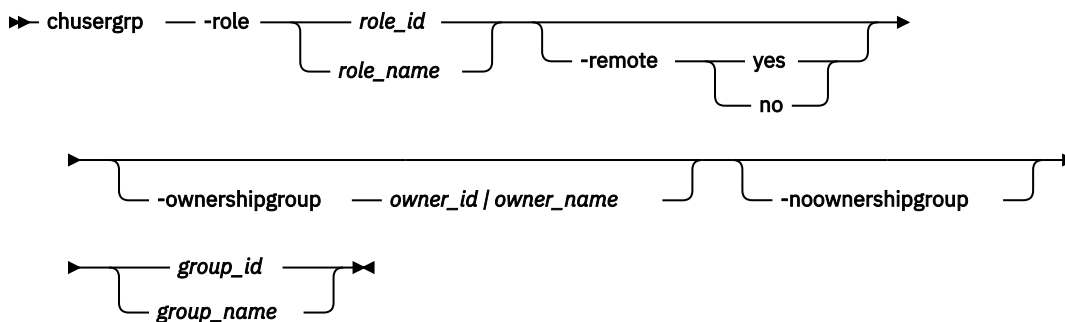 chusergrp -role role_id
role_name
-remote yes
no
-ownershipgroup owner_id / owner_name -noownershipgroup
group_id
group_name